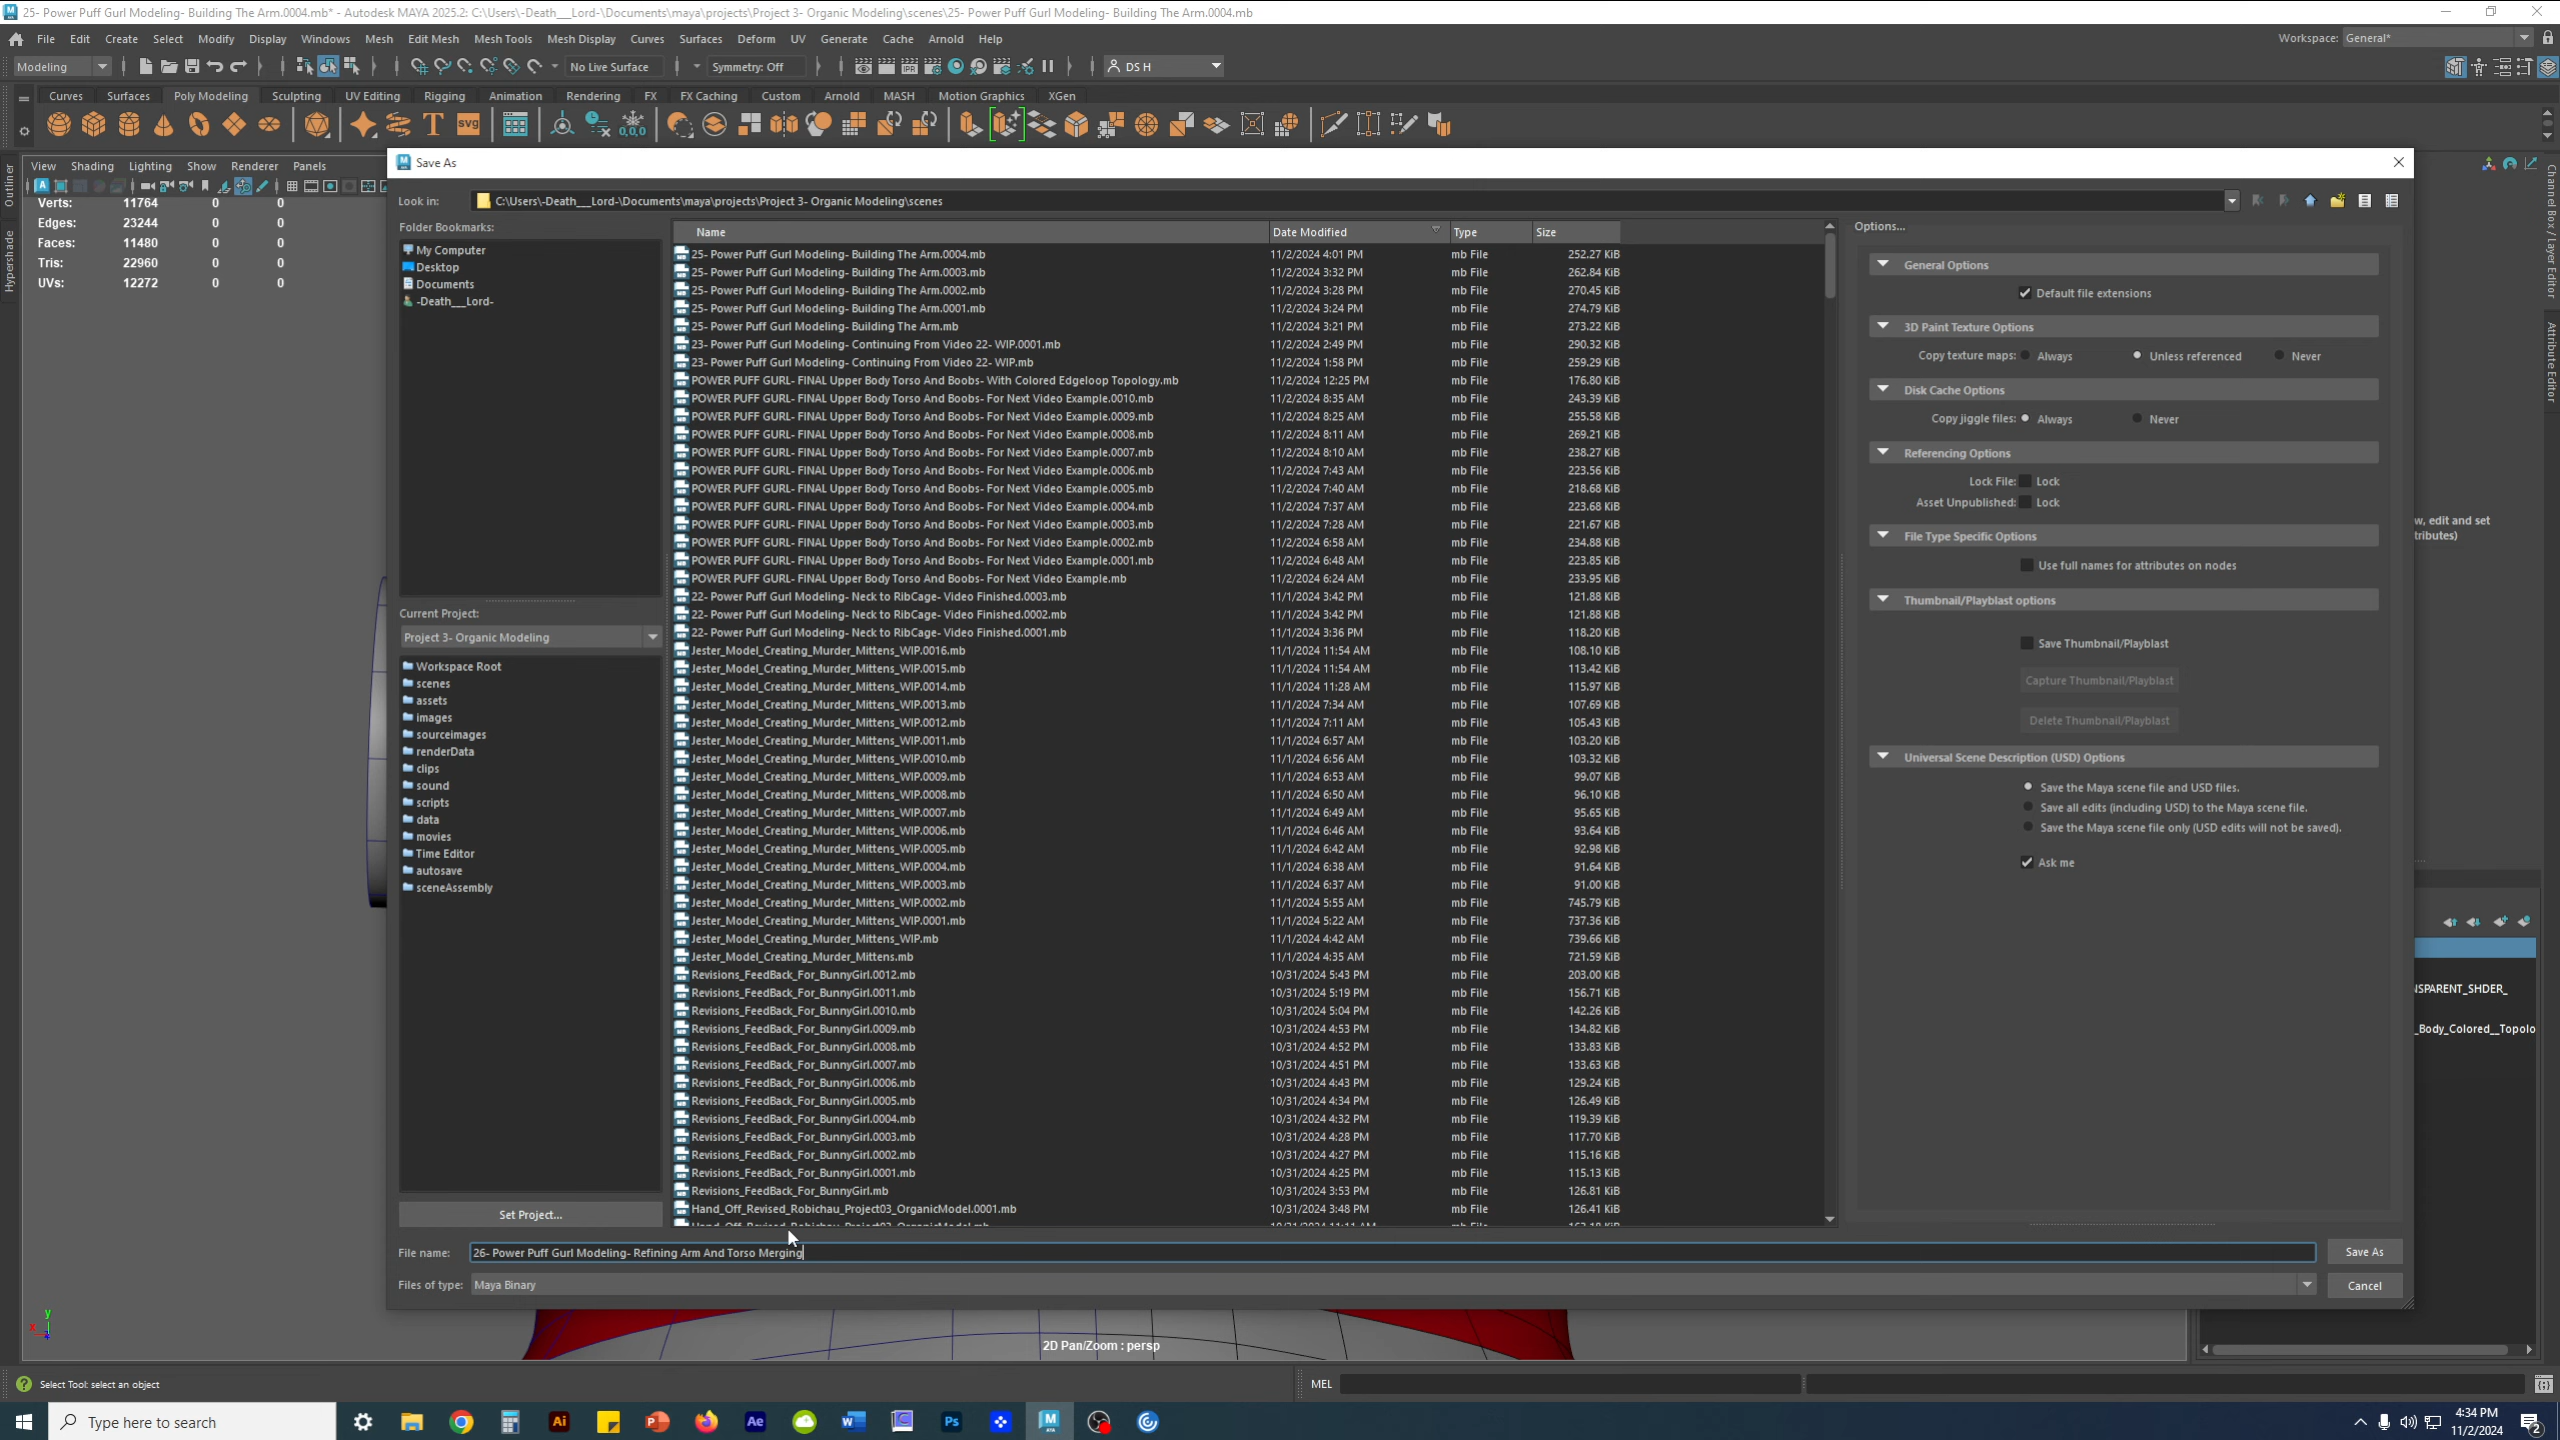 25- Power Puff Gurl Modeling- Building The Arm.0004.mb* - Autodesk MAYA 2025.2: C:\Users\-Death___Lord-\Documents\maya\projects\Project 3- Organic Modeling\scenes\25- Power Puff Gurl Modeling- Building The Arm.0004.mb
File Edit Create Select Modify Display Windows Mesh Edit Mesh Mesh Tools Mesh Display Curves Surfaces Deform UV Generate Cache Arnold Help
Workspace: General*
Modeling
No Live Surface
Symmetry: Off
DS H
Curves Surfaces Poly Modeling Sculpting UV Editing Rigging Animation Rendering FX FX Caching Custom Arnold MASH Motion Graphics XGen
View Shading Lighting Show Renderer Panels
Outliner
Hypershade
Verts: 11764 0 0
Edges: 23244 0 0
Faces: 11480 0 0
Tris: 22960 0 0
UVs: 12272 0 0
Save As
Look in: C:\Users\-Death___Lord-\Documents\maya\projects\Project 3- Organic Modeling\scenes
Folder Bookmarks:
My Computer
Desktop
Documents
-Death___Lord-
Current Project:
Project 3- Organic Modeling
Workspace Root
scenes
assets
images
sourceimages
renderData
clips
sound
scripts
data
movies
Time Editor
autosave
sceneAssembly
Set Project...
Name Date Modified Type Size
25- Power Puff Gurl Modeling- Building The Arm.0004.mb 11/2/2024 4:01 PM mb File 252.27 KiB
25- Power Puff Gurl Modeling- Building The Arm.0003.mb 11/2/2024 3:32 PM mb File 262.84 KiB
25- Power Puff Gurl Modeling- Building The Arm.0002.mb 11/2/2024 3:28 PM mb File 270.45 KiB
25- Power Puff Gurl Modeling- Building The Arm.0001.mb 11/2/2024 3:24 PM mb File 274.79 KiB
25- Power Puff Gurl Modeling- Building The Arm.mb 11/2/2024 3:21 PM mb File 273.22 KiB
23- Power Puff Gurl Modeling- Continuing From Video 22- WIP.0001.mb 11/2/2024 2:49 PM mb File 290.32 KiB
23- Power Puff Gurl Modeling- Continuing From Video 22- WIP.mb 11/2/2024 1:58 PM mb File 259.29 KiB
POWER PUFF GURL- FINAL Upper Body Torso And Boobs- With Colored Edgeloop Topology.mb 11/2/2024 12:25 PM mb File 176.80 KiB
POWER PUFF GURL- FINAL Upper Body Torso And Boobs- For Next Video Example.0010.mb 11/2/2024 8:35 AM mb File 243.39 KiB
POWER PUFF GURL- FINAL Upper Body Torso And Boobs- For Next Video Example.0009.mb 11/2/2024 8:25 AM mb File 255.58 KiB
POWER PUFF GURL- FINAL Upper Body Torso And Boobs- For Next Video Example.0008.mb 11/2/2024 8:11 AM mb File 269.21 KiB
POWER PUFF GURL- FINAL Upper Body Torso And Boobs- For Next Video Example.0007.mb 11/2/2024 8:10 AM mb File 238.27 KiB
POWER PUFF GURL- FINAL Upper Body Torso And Boobs- For Next Video Example.0006.mb 11/2/2024 7:43 AM mb File 223.56 KiB
POWER PUFF GURL- FINAL Upper Body Torso And Boobs- For Next Video Example.0005.mb 11/2/2024 7:40 AM mb File 218.68 KiB
POWER PUFF GURL- FINAL Upper Body Torso And Boobs- For Next Video Example.0004.mb 11/2/2024 7:37 AM mb File 223.68 KiB
POWER PUFF GURL- FINAL Upper Body Torso And Boobs- For Next Video Example.0003.mb 11/2/2024 7:28 AM mb File 221.67 KiB
POWER PUFF GURL- FINAL Upper Body Torso And Boobs- For Next Video Example.0002.mb 11/2/2024 6:58 AM mb File 234.88 KiB
POWER PUFF GURL- FINAL Upper Body Torso And Boobs- For Next Video Example.0001.mb 11/2/2024 6:48 AM mb File 223.85 KiB
POWER PUFF GURL- FINAL Upper Body Torso And Boobs- For Next Video Example.mb 11/2/2024 6:24 AM mb File 233.95 KiB
22- Power Puff Gurl Modeling- Neck to RibCage- Video Finished.0003.mb 11/1/2024 3:42 PM mb File 121.88 KiB
22- Power Puff Gurl Modeling- Neck to RibCage- Video Finished.0002.mb 11/1/2024 3:42 PM mb File 121.88 KiB
22- Power Puff Gurl Modeling- Neck to RibCage- Video Finished.0001.mb 11/1/2024 3:36 PM mb File 118.20 KiB
Jester_Model_Creating_Murder_Mittens_WIP.0016.mb 11/1/2024 11:54 AM mb File 108.10 KiB
Jester_Model_Creating_Murder_Mittens_WIP.0015.mb 11/1/2024 11:54 AM mb File 113.42 KiB
Jester_Model_Creating_Murder_Mittens_WIP.0014.mb 11/1/2024 11:28 AM mb File 115.97 KiB
Jester_Model_Creating_Murder_Mittens_WIP.0013.mb 11/1/2024 7:34 AM mb File 107.69 KiB
Jester_Model_Creating_Murder_Mittens_WIP.0012.mb 11/1/2024 7:11 AM mb File 105.43 KiB
Jester_Model_Creating_Murder_Mittens_WIP.0011.mb 11/1/2024 6:57 AM mb File 103.20 KiB
Jester_Model_Creating_Murder_Mittens_WIP.0010.mb 11/1/2024 6:56 AM mb File 103.32 KiB
Jester_Model_Creating_Murder_Mittens_WIP.0009.mb 11/1/2024 6:53 AM mb File 99.07 KiB
Jester_Model_Creating_Murder_Mittens_WIP.0008.mb 11/1/2024 6:50 AM mb File 96.10 KiB
Jester_Model_Creating_Murder_Mittens_WIP.0007.mb 11/1/2024 6:49 AM mb File 95.65 KiB
Jester_Model_Creating_Murder_Mittens_WIP.0006.mb 11/1/2024 6:46 AM mb File 93.64 KiB
Jester_Model_Creating_Murder_Mittens_WIP.0005.mb 11/1/2024 6:42 AM mb File 92.98 KiB
Jester_Model_Creating_Murder_Mittens_WIP.0004.mb 11/1/2024 6:38 AM mb File 91.64 KiB
Jester_Model_Creating_Murder_Mittens_WIP.0003.mb 11/1/2024 6:37 AM mb File 91.00 KiB
Jester_Model_Creating_Murder_Mittens_WIP.0002.mb 11/1/2024 5:55 AM mb File 745.79 KiB
Jester_Model_Creating_Murder_Mittens_WIP.0001.mb 11/1/2024 5:22 AM mb File 737.36 KiB
Jester_Model_Creating_Murder_Mittens_WIP.mb 11/1/2024 4:42 AM mb File 739.66 KiB
Jester_Model_Creating_Murder_Mittens.mb 11/1/2024 4:35 AM mb File 721.59 KiB
Revisions_FeedBack_For_BunnyGirl.0012.mb 10/31/2024 5:43 PM mb File 203.00 KiB
Revisions_FeedBack_For_BunnyGirl.0011.mb 10/31/2024 5:19 PM mb File 156.71 KiB
Revisions_FeedBack_For_BunnyGirl.0010.mb 10/31/2024 5:04 PM mb File 142.26 KiB
Revisions_FeedBack_For_BunnyGirl.0009.mb 10/31/2024 4:53 PM mb File 134.82 KiB
Revisions_FeedBack_For_BunnyGirl.0008.mb 10/31/2024 4:52 PM mb File 133.83 KiB
Revisions_FeedBack_For_BunnyGirl.0007.mb 10/31/2024 4:51 PM mb File 133.63 KiB
Revisions_FeedBack_For_BunnyGirl.0006.mb 10/31/2024 4:43 PM mb File 129.24 KiB
Revisions_FeedBack_For_BunnyGirl.0005.mb 10/31/2024 4:34 PM mb File 126.49 KiB
Revisions_FeedBack_For_BunnyGirl.0004.mb 10/31/2024 4:32 PM mb File 119.39 KiB
Revisions_FeedBack_For_BunnyGirl.0003.mb 10/31/2024 4:28 PM mb File 117.70 KiB
Revisions_FeedBack_For_BunnyGirl.0002.mb 10/31/2024 4:27 PM mb File 115.16 KiB
Revisions_FeedBack_For_BunnyGirl.0001.mb 10/31/2024 4:25 PM mb File 115.13 KiB
Revisions_FeedBack_For_BunnyGirl.mb 10/31/2024 3:53 PM mb File 126.81 KiB
Hand_Off_Revised_Robichau_Project03_OrganicModel.0001.mb 10/31/2024 3:48 PM mb File 126.41 KiB
Options...
General Options
Default file extensions
3D Paint Texture Options
Copy texture maps: Always Unless referenced Never
Disk Cache Options
Copy jiggle files: Always Never
Referencing Options
Lock File: Lock
Asset Unpublished: Lock
File Type Specific Options
Use full names for attributes on nodes
Thumbnail/Playblast options
Save Thumbnail/Playblast
Capture Thumbnail/Playblast
Delete Thumbnail/Playblast
Universal Scene Description (USD) Options
Save the Maya scene file and USD files.
Save all edits (including USD) to the Maya scene file.
Save the Maya scene file only (USD edits will not be saved).
Ask me
File name: 26- Power Puff Gurl Modeling- Refining Arm And Torso Merging
Save As
Files of type: Maya Binary
Cancel
Channel Box / Layer Editor
Attribute Editor
w, edit and set
tributes)
NSPARENT_SHDER_
_Body_Colored__Topolo
2D Pan/Zoom : persp
y
x
Select Tool: select an object
MEL
Type here to search
4:34 PM
11/2/2024
2